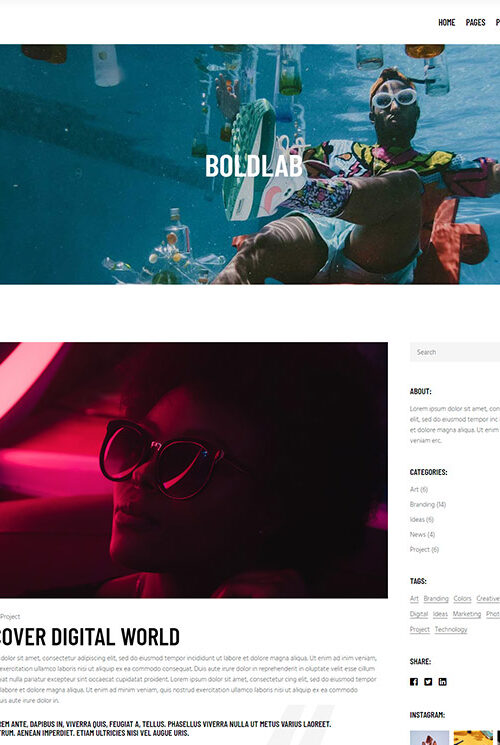 HOME PAGES
BOLDLAB
Search
ABOUT:
Lorem ipsum dolor sit amet, con
elit, sed do eiusmod tempor inc
et dolore magna aliqua. Ut enim
veniam erc.
CATEGORIES:
Art (6)
Branding (14)
Ideas (6)
News (4)
Project (6)
TAGS:
Art Branding Colors Creative
Digital Ideas Marketing Phot
Project Technology
SHARE:
INSTAGRAM:
Project
OVER DIGITAL WORLD
dolor sit amet, consectetur adipiscing elit, sed do eiusmod tempor incididunt ut labore et dolore magna aliqua. Ut enim ad minim veniam,
exercitation ullamco laboris nisi ut aliquip ex ea commodo consequat. Duis aute irure dolor in reprehenderit in voluptate velit esse cillum
iat nulla pariatur excepteur sint occaecat cupidatat proident. Lorem ipsum dolor sit amet, consectetur cing elit, sed do eiusmod
labore et dolore magna aliqua. Ut enim ad minim veniam, quis nostrud exercitation ullamco laboris nisi ut aliquip ex ea commodo
uis aute irure dolor in.
REM ANTE, DAPIBUS IN, VIVERRA QUIS, FEUGIAT A, TELLUS. PHASELLUS VIVERRA NULLA UT METUS VARIUS LAOREET.
TRUM. AENEAN IMPERDIET. ETIAM ULTRICIES NISI VEL AUGUE URIS.